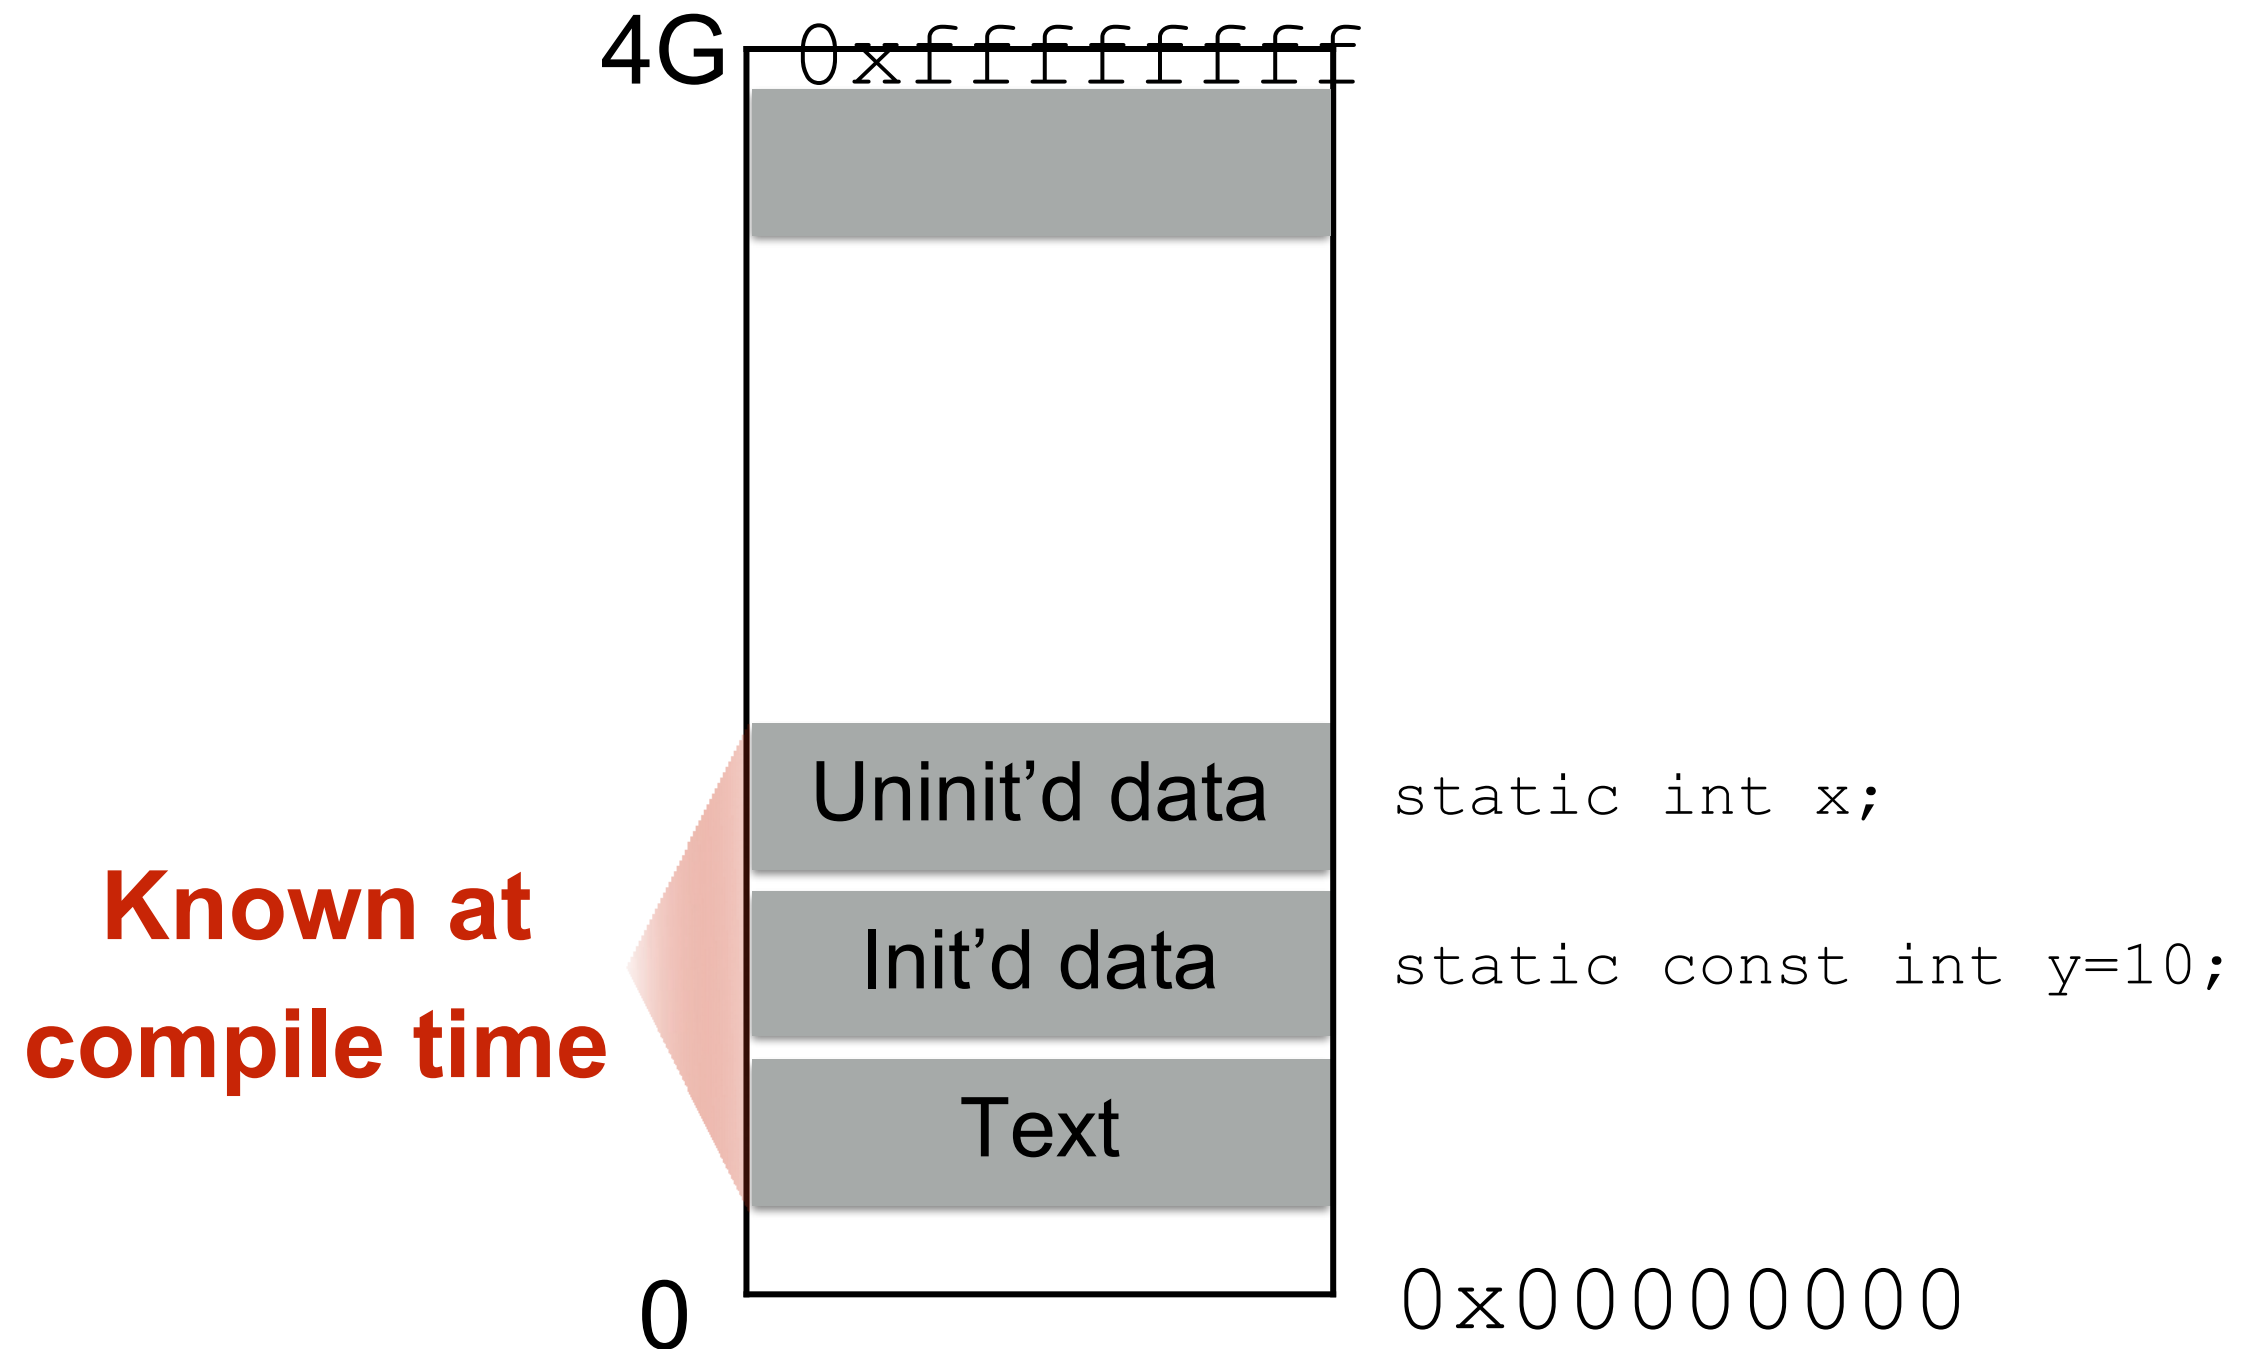 4G 0xffffffff
Uninit’d data static int x;
Known at
Init’d data static const int y=10;
compile time
Text
0 0x00000000